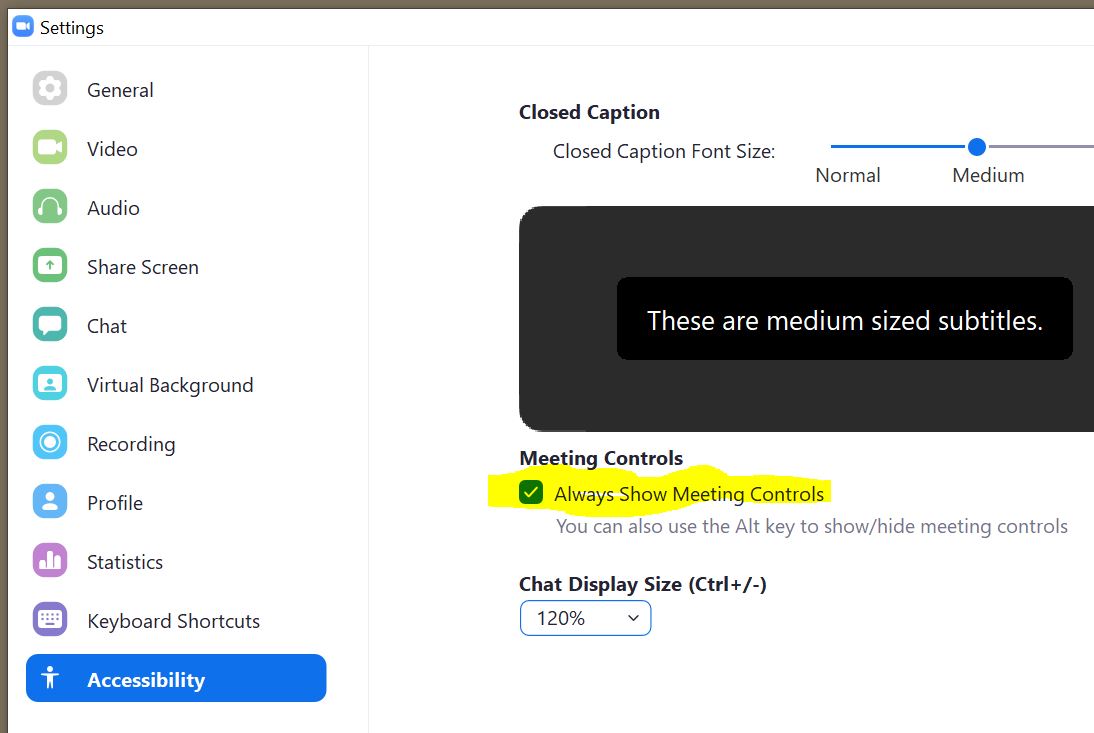 Settings
General
Video
Audio
Share Screen
Chat
Virtual Background
Recording
Profile
Statistics
Keyboard Shortcuts
Accessibility
Closed Caption
Closed Caption Font Size:
Normal Medium
These are medium sized subtitles.
Meeting Controls
Always Show Meeting Controls
You can also use the Alt key to show/hide meeting controls
Chat Display Size (Ctrl+/-)
120%